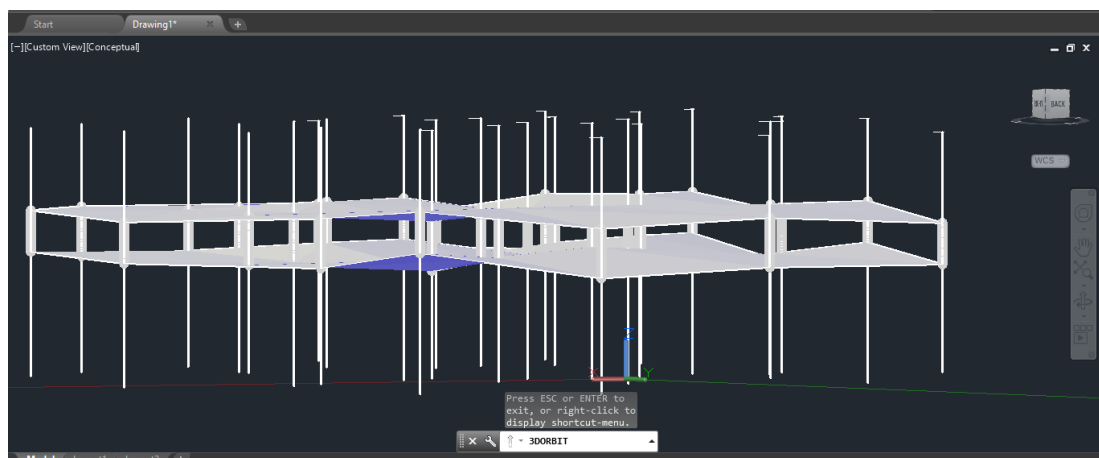 Start
Drawing1*
[−][Custom View][Conceptual]
BACK
WCS
Z
X
Y
Press ESC or ENTER to
exit, or right-click to
display shortcut-menu.
3DORBIT
Model